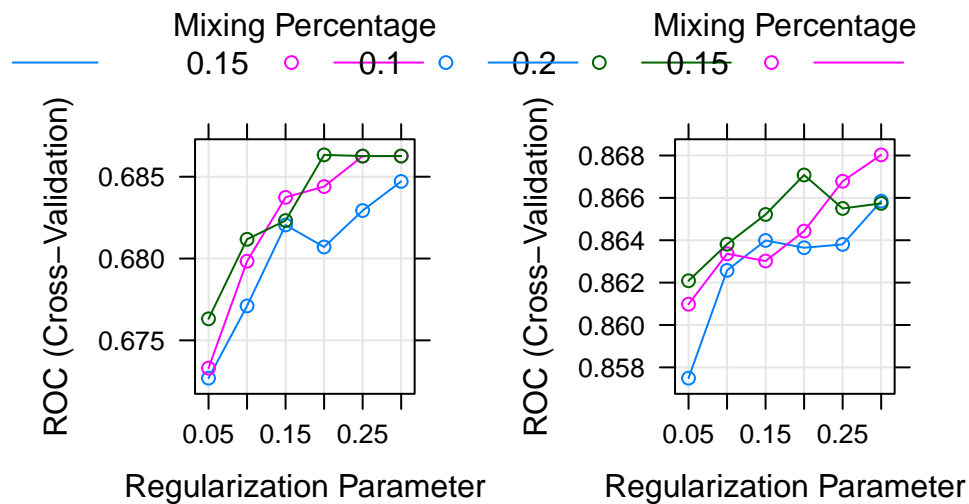 Mixing Percentage Mixing Percentage
0.15 0.1 0.2 0.15
ROC (Cross−Validation)
0.685
0.680
0.675
0.05 0.15 0.25
Regularization Parameter
ROC (Cross−Validation)
0.868
0.866
0.864
0.862
0.860
0.858
0.05 0.15 0.25
Regularization Parameter